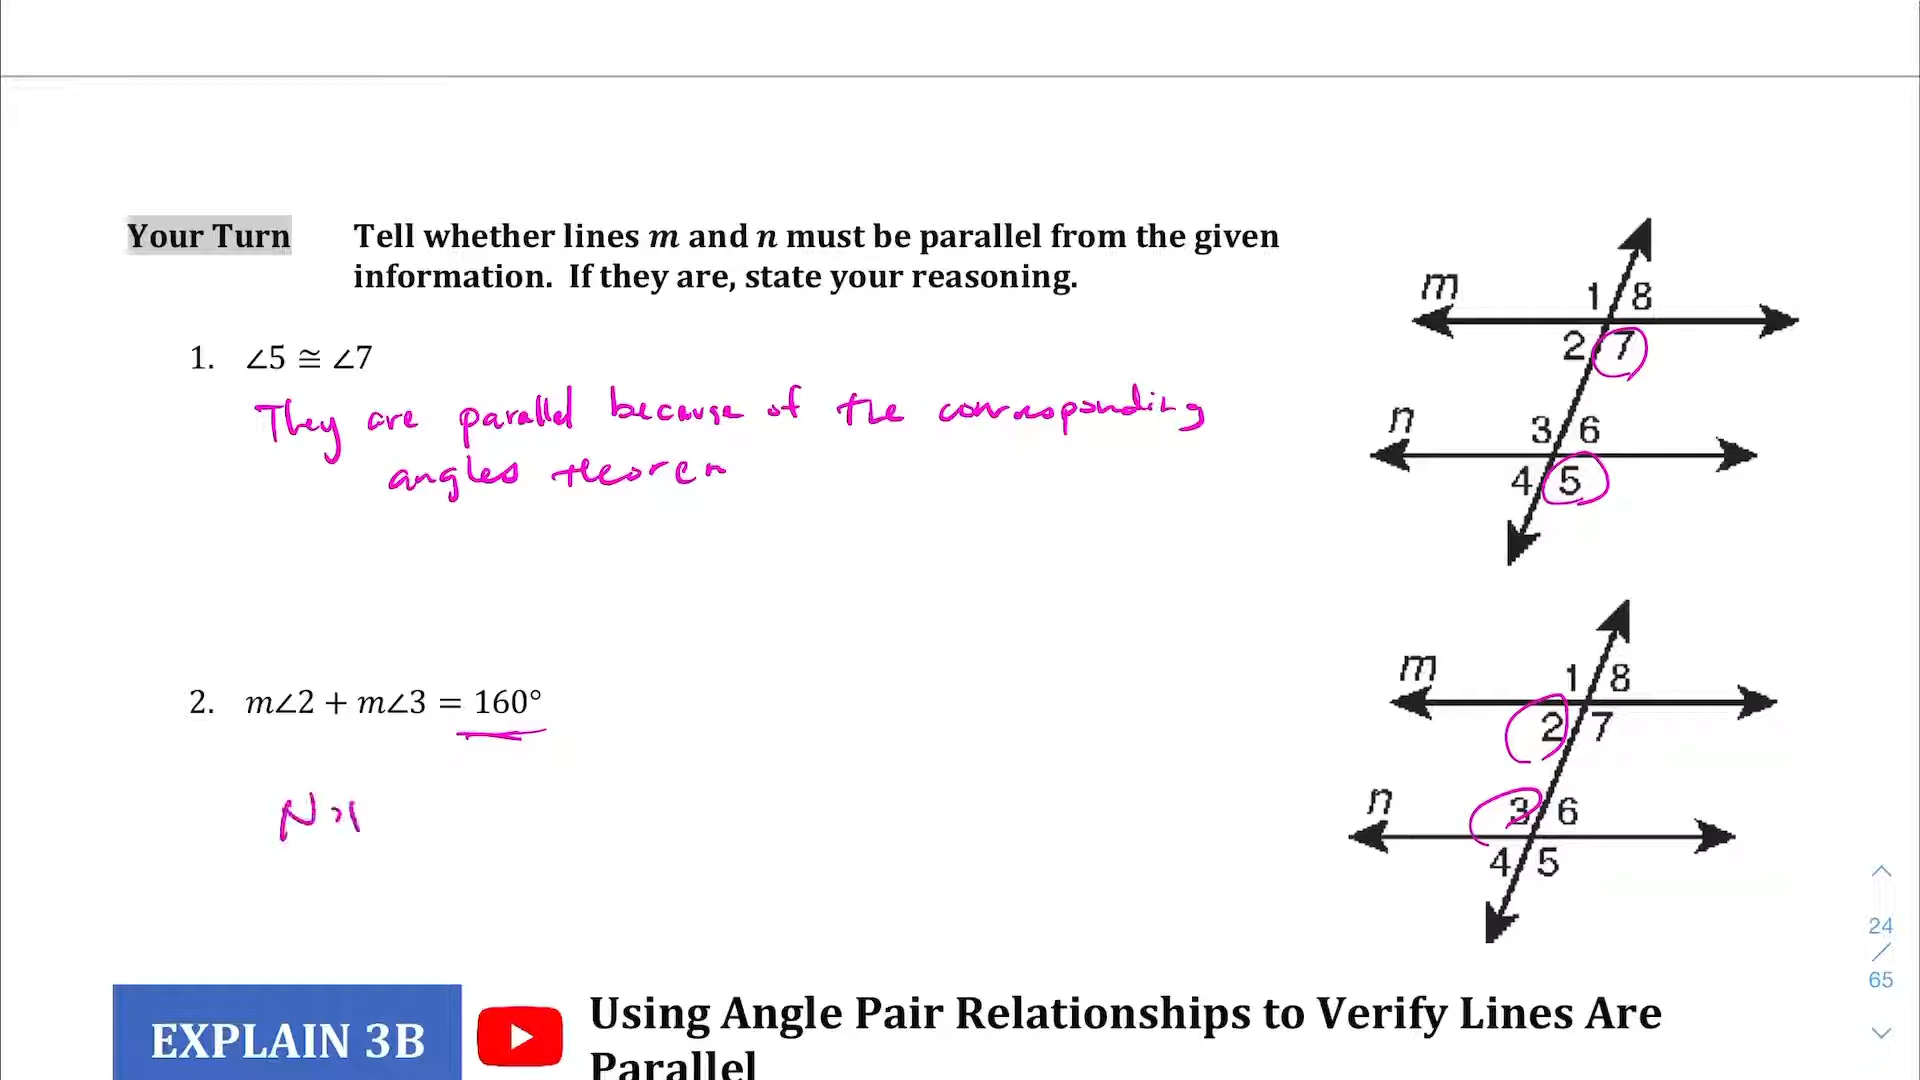 Your Turn Tell whether lines m and n must be parallel from the given
information. If they are, state your reasoning.
1. ∠5 ≅ ∠7
They are parallel because of the corresponding
angles theorem
m
1 8
2 7
n
3 6
4 5
2. m∠2 + m∠3 = 160°
m
1 8
2 7
n
3 6
4 5
24
/
65
EXPLAIN 3B
Using Angle Pair Relationships to Verify Lines Are
Parallel